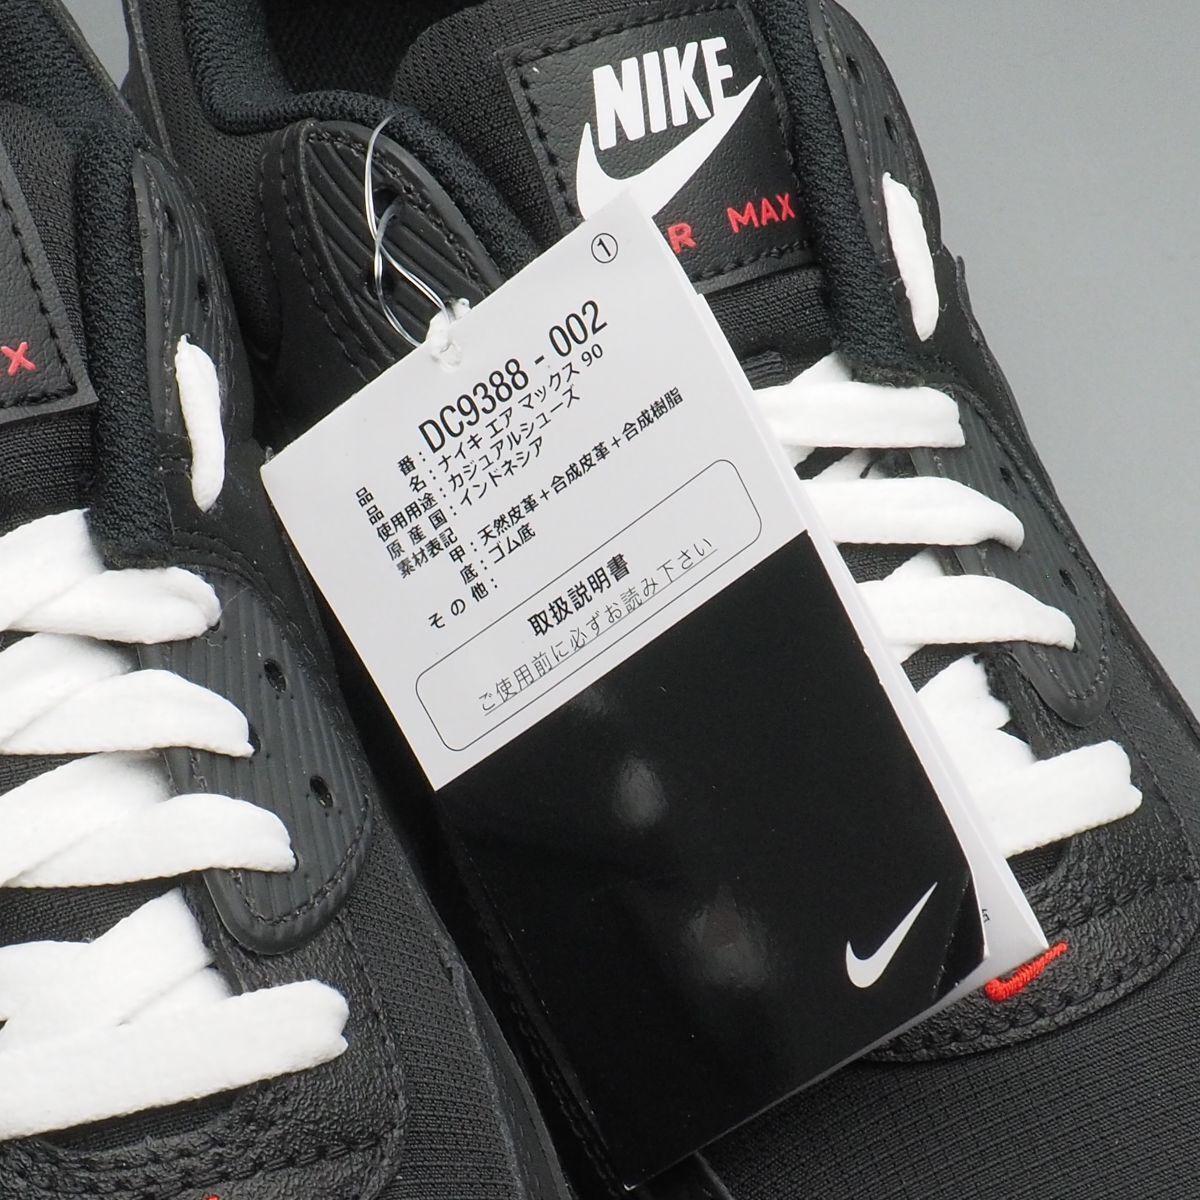 NIKE
AIR MAX
X
①
品番：DC9388-002
品名：ナイキ エア マックス 90
使用用途：カジュアルシューズ
原産国：インドネシア
素材表記
甲：天然皮革＋合成皮革＋合成樹脂
底：ゴム底
その他：
取扱説明書
ご使用前に必ずお読み下さい